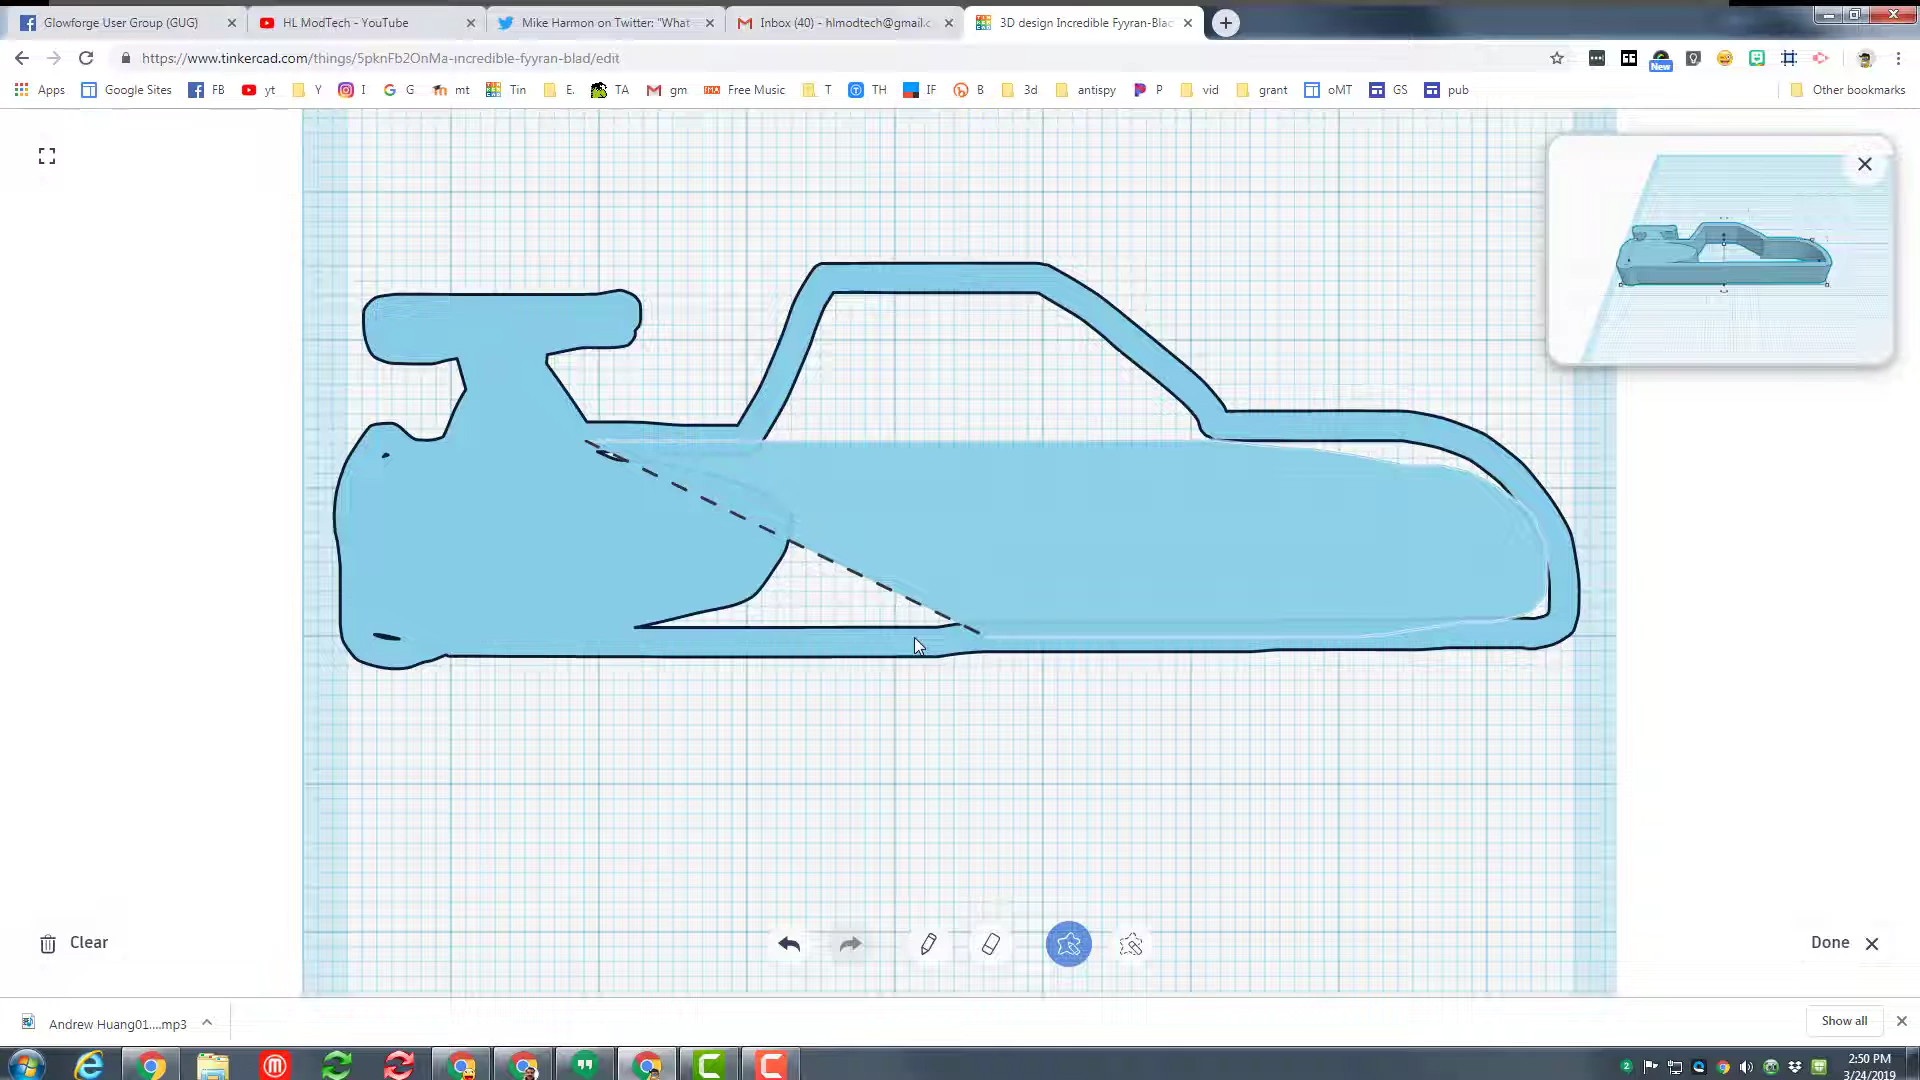 Glowforge User Group (GUG)
HL ModTech - YouTube
Mike Harmon on Twitter: "What
Inbox (40) - hlmodtech@gmail.c
3D design Incredible Fyyran-Blac
https://www.tinkercad.com/things/5pknFb2OnMa-incredible-fyyran-blad/edit
New
Apps
Google Sites
FB
yt
Y
I
G
mt
Tin
E.
TA
gm
Free Music
T
TH
IF
B
3d
antispy
P
vid
grant
oMT
GS
pub
Other bookmarks
Clear
Done
Andrew Huang01....mp3
Show all
2:50 PM
3/24/2019